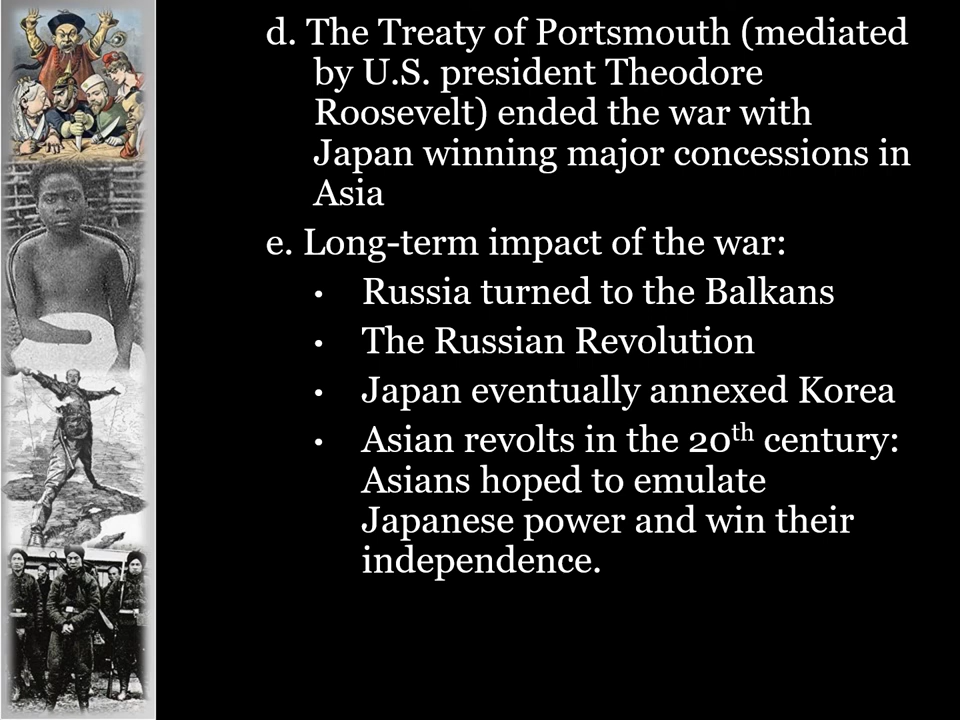 d. The Treaty of Portsmouth (mediated
by U.S. president Theodore
Roosevelt) ended the war with
Japan winning major concessions in
Asia
e. Long-term impact of the war:
• Russia turned to the Balkans
• The Russian Revolution
• Japan eventually annexed Korea
• Asian revolts in the 20th century:
Asians hoped to emulate
Japanese power and win their
independence.